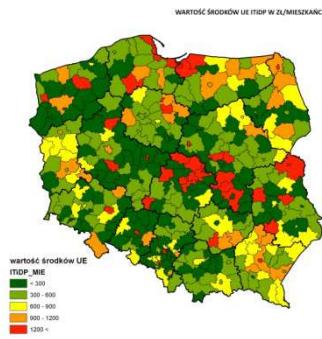 WARTOŚĆ ŚRODKÓW UE ITIDP W ZŁ/MIESZKAŃC
wartość środków UE
ITiDP_MIE
< 300
300 - 600
600 - 900
900 - 1200
1200 <